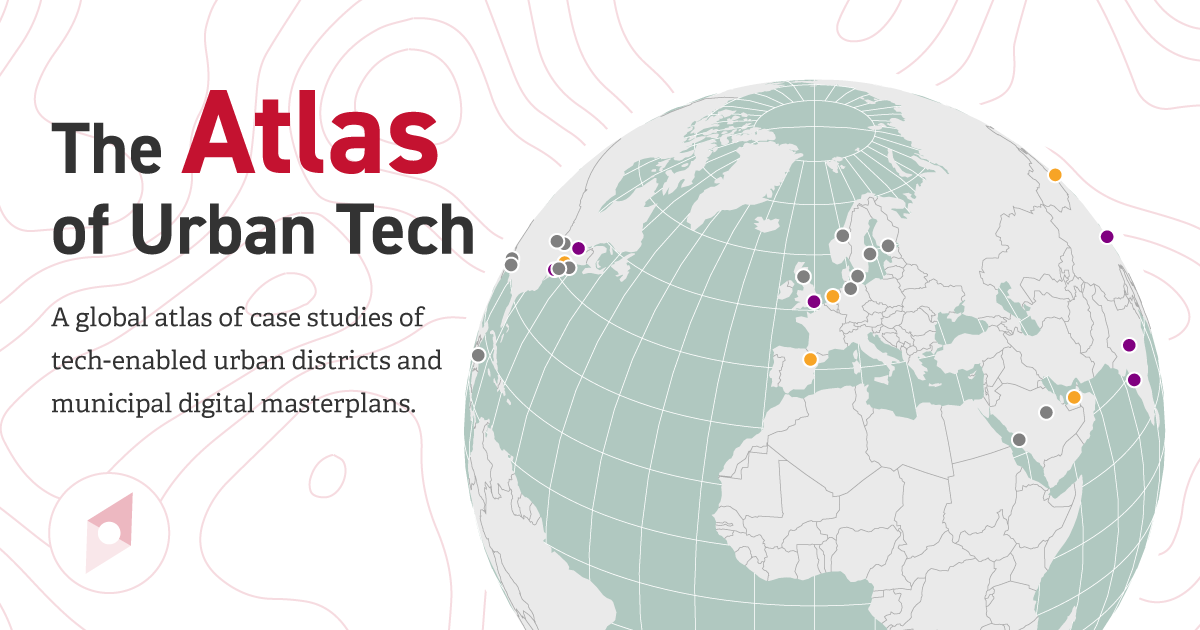 The Atlas
of Urban Tech
A global atlas of case studies of
tech-enabled urban districts and
municipal digital masterplans.